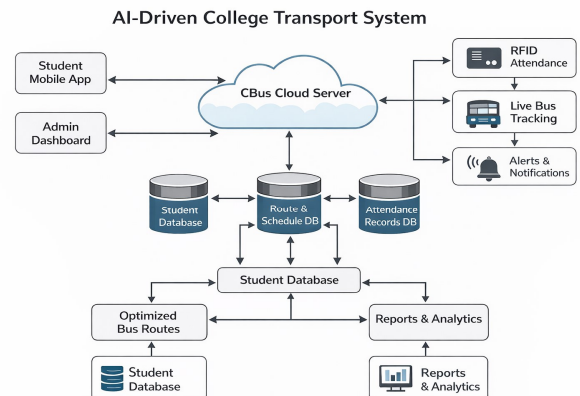 AI-Driven College Transport System
Student
Mobile App
Admin
Dashboard
CBus Cloud Server
RFID
Attendance
Live Bus
Tracking
Alerts &
Notifications
Student
Database
Route &
Schedule DB
Attendance
Records DB
Student Database
Optimized
Bus Routes
Reports & Analytics
Student
Database
Reports
& Analytics